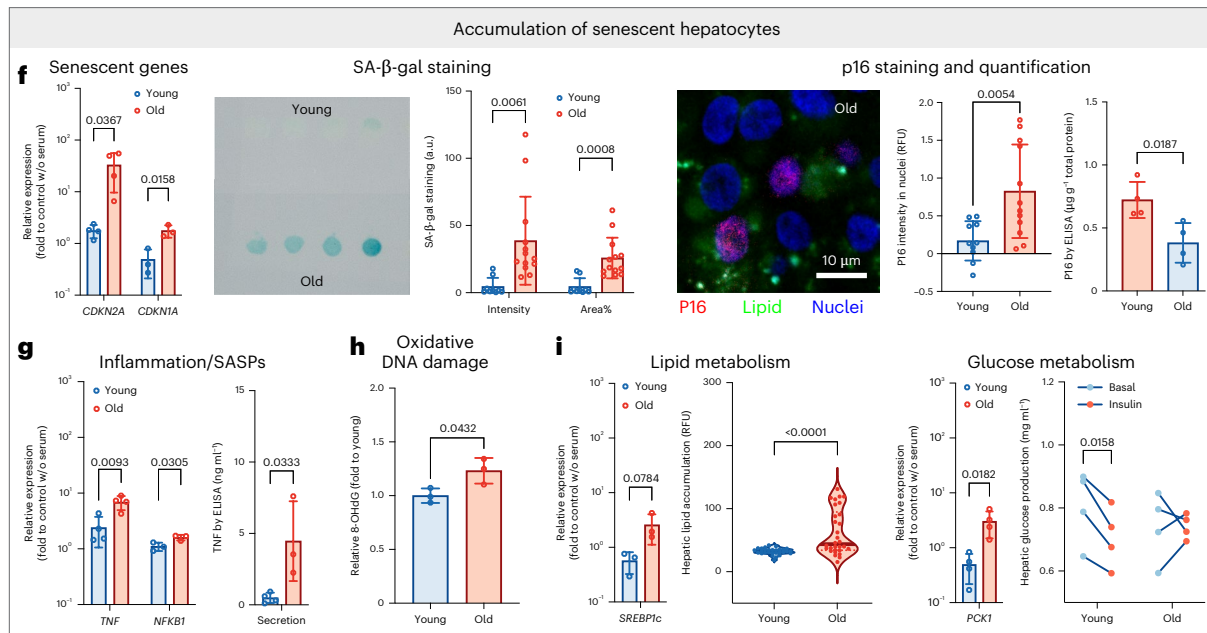 Accumulation of senescent hepatocytes
f
Senescent genes
Relative expression
(fold to control w/o serum)
10³
10²
10¹
10⁰
10⁻¹
Young
Old
0.0367
0.0158
CDKN2A
CDKN1A
SA-β-gal staining
Young
Old
SA-β-gal staining (a.u.)
150
100
50
0
Young
Old
0.0061
0.0008
Intensity
Area%
p16 staining and quantification
Old
10 μm
P16
Lipid
Nuclei
P16 intensity in nuclei (RFU)
2.0
1.5
1.0
0.5
0
−0.5
0.0054
Young
Old
P16 by ELISA (μg g⁻¹ total protein)
1.5
1.0
0.5
0
0.0187
Young
Old
g
Inflammation/SASPs
Relative expression
(fold to control w/o serum)
10³
10²
10¹
10⁰
10⁻¹
Young
Old
0.0093
0.0305
TNF
NFKB1
TNF by ELISA (ng ml⁻¹)
15
10
5
0
0.0333
Secretion
h
Oxidative
DNA damage
Relative 8-OHdG (fold to young)
2.0
1.5
1.0
0.5
0
0.0432
Young
Old
i
Lipid metabolism
Relative expression
(fold to control w/o serum)
10³
10²
10¹
10⁰
10⁻¹
Young
Old
0.0784
SREBP1c
Hepatic lipid accumulation (RFU)
300
200
100
0
<0.0001
Young
Old
Glucose metabolism
Relative expression
(fold to control w/o serum)
10³
10²
10¹
10⁰
10⁻¹
Young
Old
0.0182
PCK1
Hepatic glucose production (mg ml⁻¹)
1.2
1.0
0.8
0.6
Basal
Insulin
0.0158
Young
Old